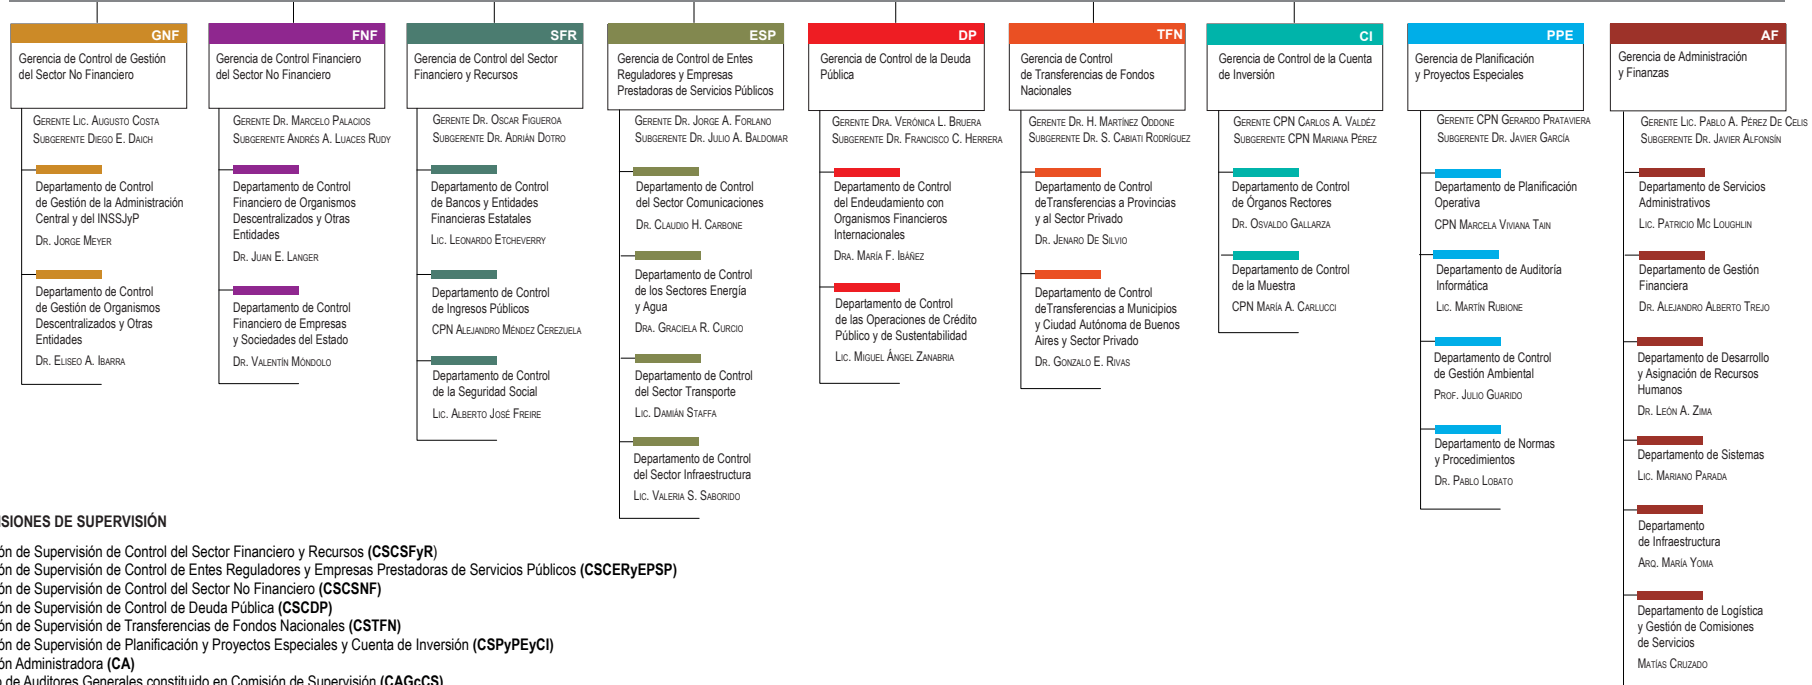 GNF
Gerencia de Control de Gestión
del Sector No Financiero
Gerente Lic. Augusto Costa
Subgerente Diego E. Daich
Departamento de Control
de Gestión de la Administración
Central y del INSSJyP
Dr. Jorge Meyer
Departamento de Control
de Gestión de Organismos
Descentralizados y Otras
Entidades
Dr. Eliseo A. Ibarra
FNF
Gerencia de Control Financiero
del Sector No Financiero
Gerente Dr. Marcelo Palacios
Subgerente Andrés A. Luaces Rudy
Departamento de Control
Financiero de Organismos
Descentralizados y Otras
Entidades
Dr. Juan E. Langer
Departamento de Control
Financiero de Empresas
y Sociedades del Estado
Dr. Valentín Móndolo
SFR
Gerencia de Control del Sector
Financiero y Recursos
Gerente Dr. Oscar Figueroa
Subgerente Dr. Adrián Dotro
Departamento de Control
de Bancos y Entidades
Financieras Estatales
Lic. Leonardo Etcheverry
Departamento de Control
de Ingresos Públicos
CPN Alejandro Méndez Cerezuela
Departamento de Control
de la Seguridad Social
Lic. Alberto José Freire
ESP
Gerencia de Control de Entes
Reguladores y Empresas
Prestadoras de Servicios Públicos
Gerente Dr. Jorge A. Forlano
Subgerente Dr. Julio A. Baldomar
Departamento de Control
del Sector Comunicaciones
Dr. Claudio H. Carbone
Departamento de Control
de los Sectores Energía
y Agua
Dra. Graciela R. Curcio
Departamento de Control
del Sector Transporte
Lic. Damián Staffa
Departamento de Control
del Sector Infraestructura
Lic. Valeria S. Saborido
DP
Gerencia de Control de la Deuda
Pública
Gerente Dra. Verónica L. Bruera
Subgerente Dr. Francisco C. Herrera
Departamento de Control
del Endeudamiento con
Organismos Financieros
Internacionales
Dra. María F. Ibáñez
Departamento de Control
de las Operaciones de Crédito
Público y de Sustentabilidad
Lic. Miguel Ángel Zanabria
TFN
Gerencia de Control
de Transferencias de Fondos
Nacionales
Gerente Dr. H. Martínez Oddone
Subgerente Dr. S. Cabiati Rodríguez
Departamento de Control
deTransferencias a Provincias
y al Sector Privado
Dr. Jenaro De Silvio
Departamento de Control
deTransferencias a Municipios
y Ciudad Autónoma de Buenos
Aires y Sector Privado
Dr. Gonzalo E. Rivas
CI
Gerencia de Control de la Cuenta
de Inversión
Gerente CPN Carlos A. Valdéz
Subgerente CPN Mariana Pérez
Departamento de Control
de Órganos Rectores
Dr. Osvaldo Gallarza
Departamento de Control
de la Muestra
CPN María A. Carlucci
PPE
Gerencia de Planificación
y Proyectos Especiales
Gerente CPN Gerardo Prataviera
Subgerente Dr. Javier García
Departamento de Planificación
Operativa
CPN Marcela Viviana Tain
Departamento de Auditoría
Informática
Lic. Martín Rubione
Departamento de Control
de Gestión Ambiental
Prof. Julio Guarido
Departamento de Normas
y Procedimientos
Dr. Pablo Lobato
AF
Gerencia de Administración
y Finanzas
Gerente Lic. Pablo A. Pérez De Celis
Subgerente Dr. Javier Alfonsín
Departamento de Servicios
Administrativos
Lic. Patricio Mc Loughlin
Departamento de Gestión
Financiera
Dr. Alejandro Alberto Trejo
Departamento de Desarrollo
y Asignación de Recursos
Humanos
Dr. León A. Zima
Departamento de Sistemas
Lic. Mariano Parada
Departamento
de Infraestructura
Arq. María Yoma
Departamento de Logística
y Gestión de Comisiones
de Servicios
Matías Cruzado
ISIONES DE SUPERVISIÓN
ón de Supervisión de Control del Sector Financiero y Recursos (CSCSFyR)
ón de Supervisión de Control de Entes Reguladores y Empresas Prestadoras de Servicios Públicos (CSCERyEPSP)
ón de Supervisión de Control del Sector No Financiero (CSCSNF)
ón de Supervisión de Control de Deuda Pública (CSCDP)
ón de Supervisión de Transferencias de Fondos Nacionales (CSTFN)
ón de Supervisión de Planificación y Proyectos Especiales y Cuenta de Inversión (CSPyPEyCI)
ón Administradora (CA)
o de Auditores Generales constituido en Comisión de Supervisión (CAGcCS)